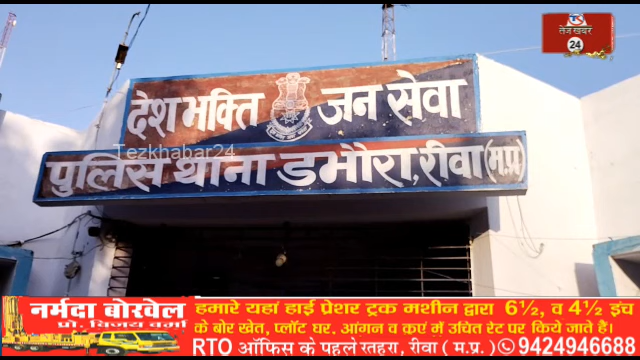 तेज खबर
24
देश भक्ति जन सेवा
Tezkhabar24
पुलिस थाना डभौरा, रीवा (म.प्र.)
नर्मदा बोरवेल
प्रो. विजय वर्मा
हमारे यहां हाई प्रेशर ट्रक मशीन द्वारा 6½, व 4½ इंच
के बोर खेत, प्लॉट घर. आंगन व कुएं में उचित रेट पर किये जाते हैं।
RTO ऑफिस के पहले रतहरा, रीवा ( म.प्र.) 9424946688